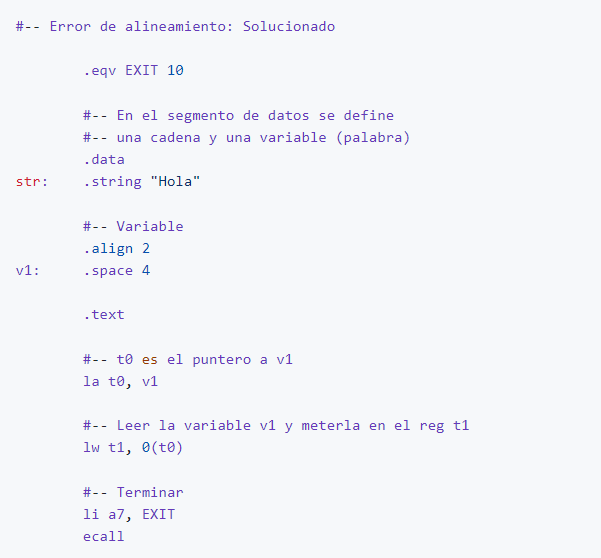 #-- Error de alineamiento: Solucionado
.eqv EXIT 10
#-- En el segmento de datos se define
#-- una cadena y una variable (palabra)
.data
str: .string "Hola"
#-- Variable
.align 2
v1: .space 4
.text
#-- t0 es el puntero a v1
la t0, v1
#-- Leer la variable v1 y meterla en el reg t1
lw t1, 0(t0)
#-- Terminar
li a7, EXIT
ecall